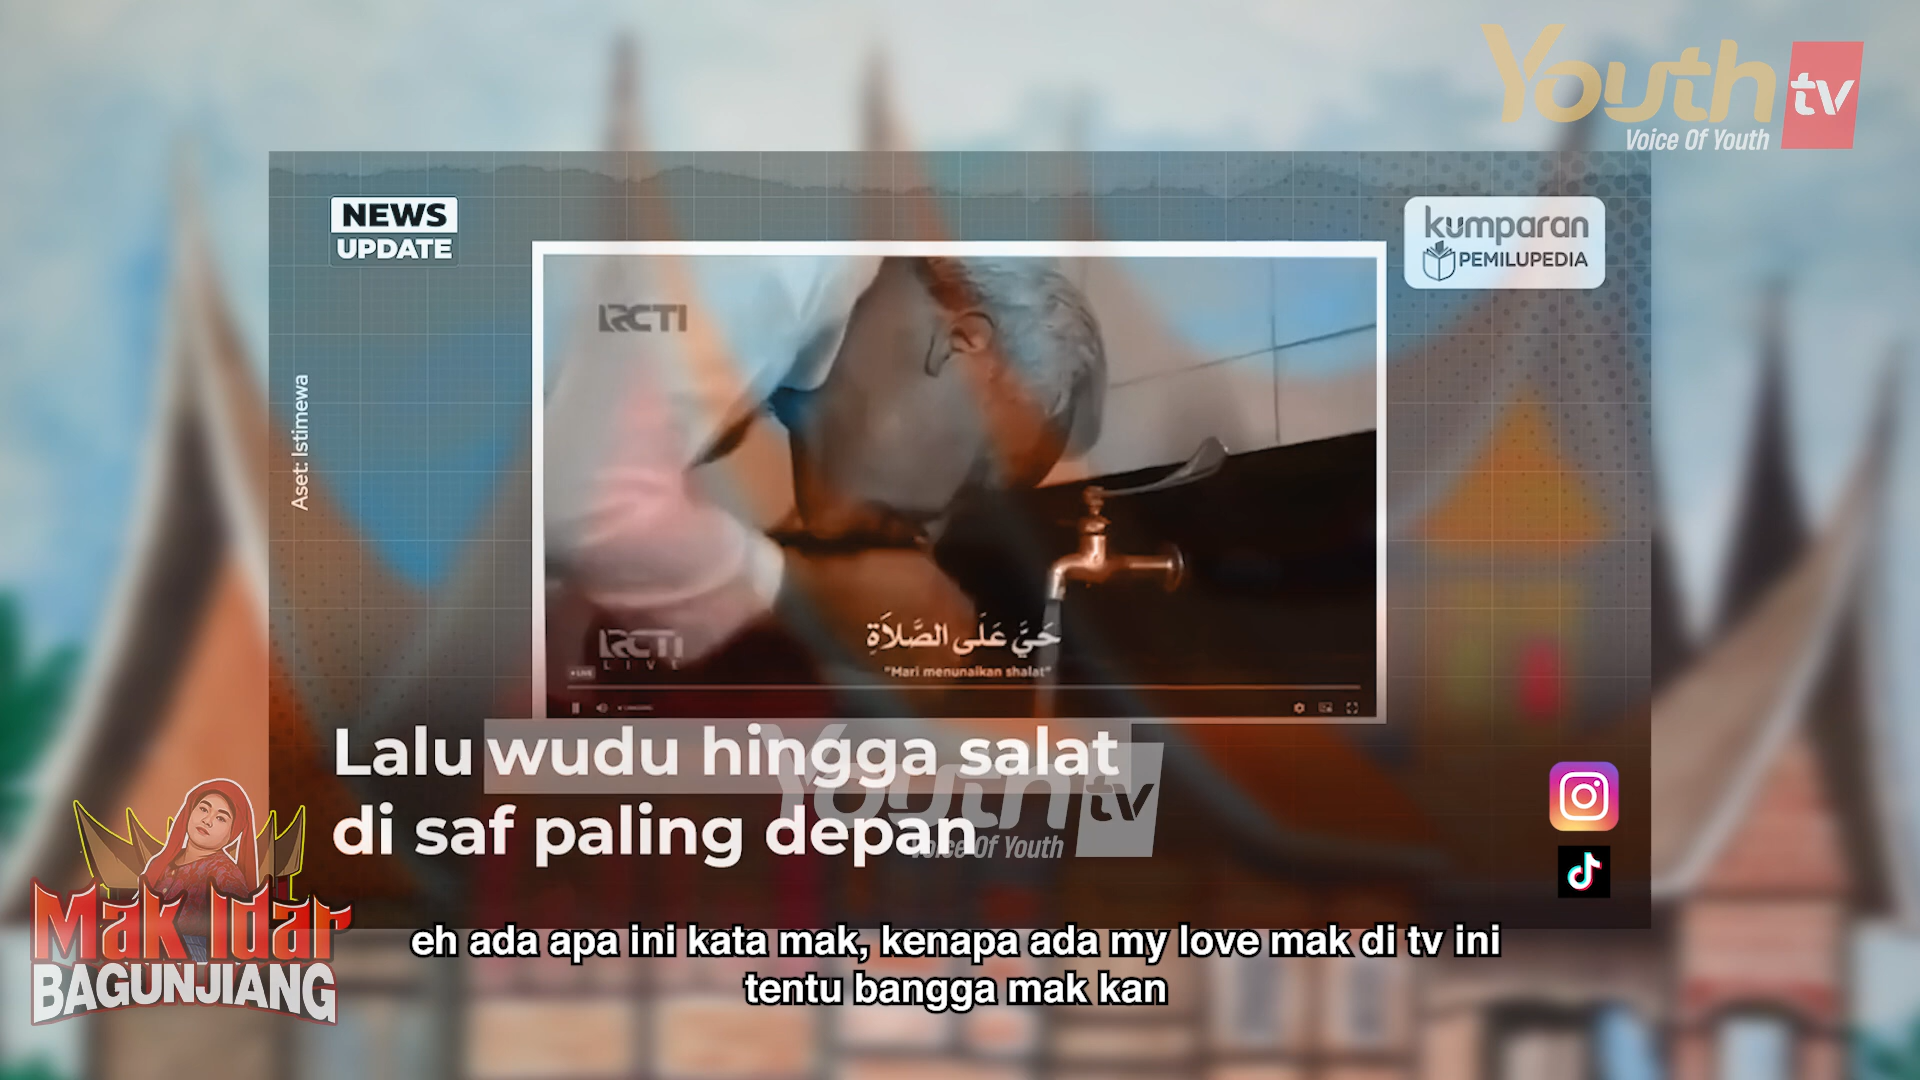 Youth tv
Voice Of Youth
NEWS
UPDATE
kumparan
PEMILUPEDIA
Aset: Istimewa
RCTI
RCTI
LIVE
حَيَّ عَلَى الصَّلَاةِ
"Mari menunaikan shalat"
LIVE
Lalu wudu hingga salat
di saf paling depan
Youth tv
Voice Of Youth
Mak Idar
BAGUNJIANG
eh ada apa ini kata mak, kenapa ada my love mak di tv ini
tentu bangga mak kan